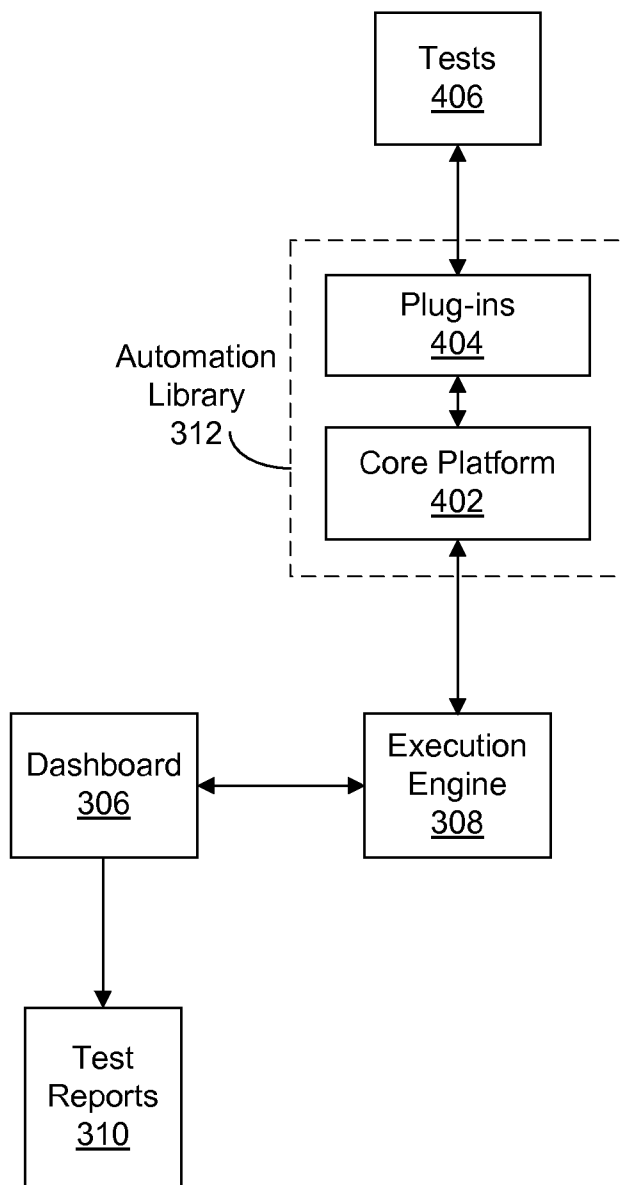 Tests
406
Plug-ins
404
Automation
Library
312
Core Platform
402
Dashboard
306
Execution
Engine
308
Test
Reports
310